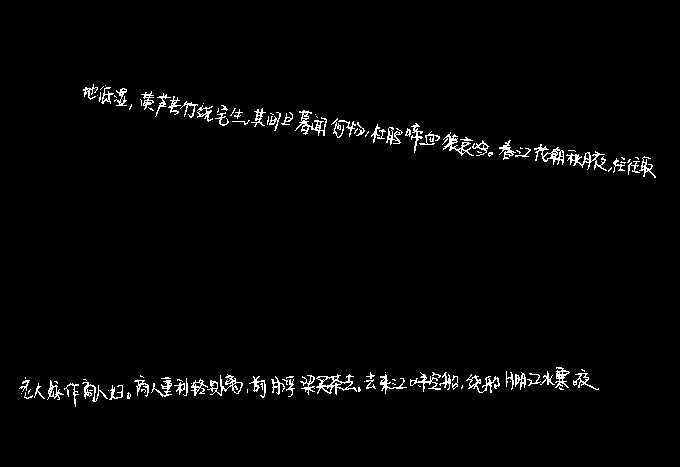 地低湿，黄芦苦竹绕宅生。其间旦暮闻何物，杜鹃啼血猿哀鸣。春江花朝秋月夜，往往取
老大嫁作商人妇。商人重利轻别离，前月浮梁买茶去。去来江口守空船，绕船月明江水寒夜